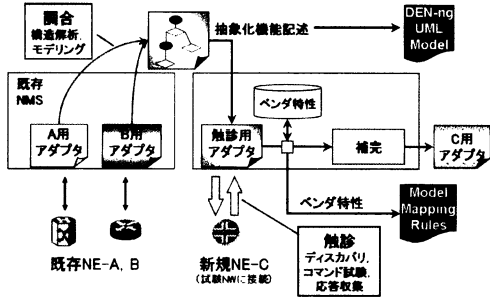 調合
構造解析,
モデリング
抽象化機能記述
DEN-ng
UML
Model
既存
NMS
A用
アダプタ
B用
アダプタ
触診用
アダプタ
ベンダ特性
補完
C用
アダプタ
ベンダ特性
Model
Mapping
Rules
既存NE-A, B
新規NE-C
(試験NWに接続)
触診
ディスカバリ,
コマンド試験,
応答収集